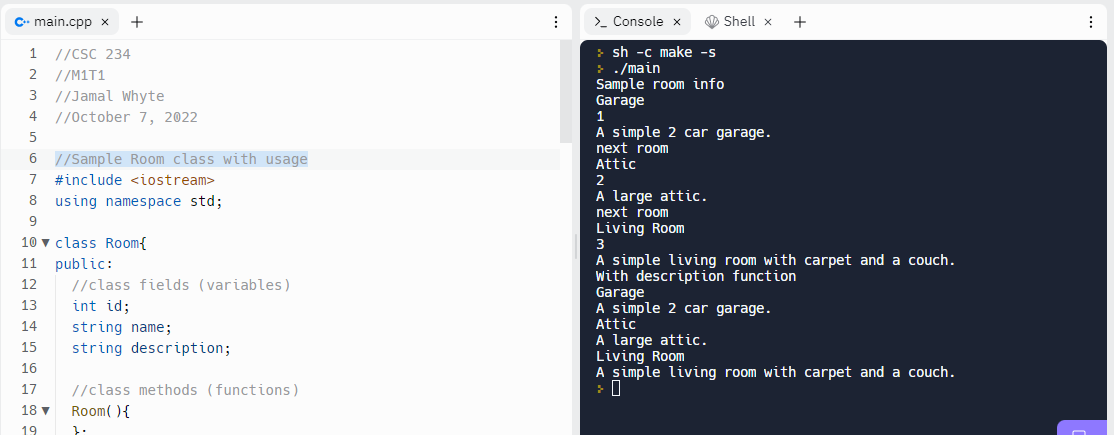 main.cpp
1 //CSC 234
2 //M1T1
3 //Jamal Whyte
4 //October 7, 2022
5
6 //Sample Room class with usage
7 #include <iostream>
8 using namespace std;
9
10 class Room{
11 public:
12 //class fields (variables)
13 int id;
14 string name;
15 string description;
16
17 //class methods (functions)
18 Room(){
19 };
Console Shell
sh -c make -s
./main
Sample room info
Garage
1
A simple 2 car garage.
next room
Attic
2
A large attic.
next room
Living Room
3
A simple living room with carpet and a couch.
With description function
Garage
A simple 2 car garage.
Attic
A large attic.
Living Room
A simple living room with carpet and a couch.